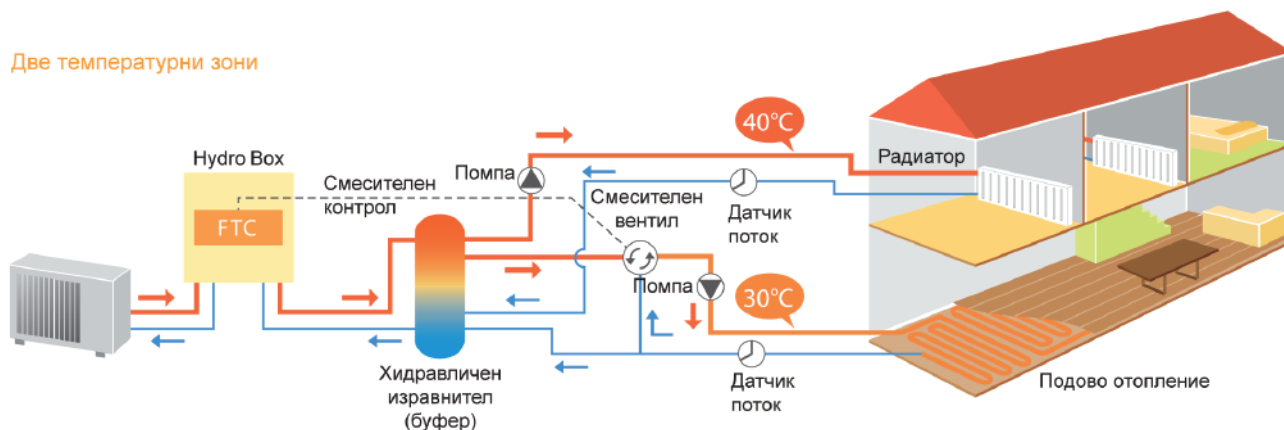 Две температурни зони
Hydro Box
FTC
Смесителен
контрол
Помпа
40°C
Радиатор
Смесителен
вентил
Датчик
поток
Помпа
30°C
Хидравличен
изравнител
(буфер)
Датчик
поток
Подово отопление